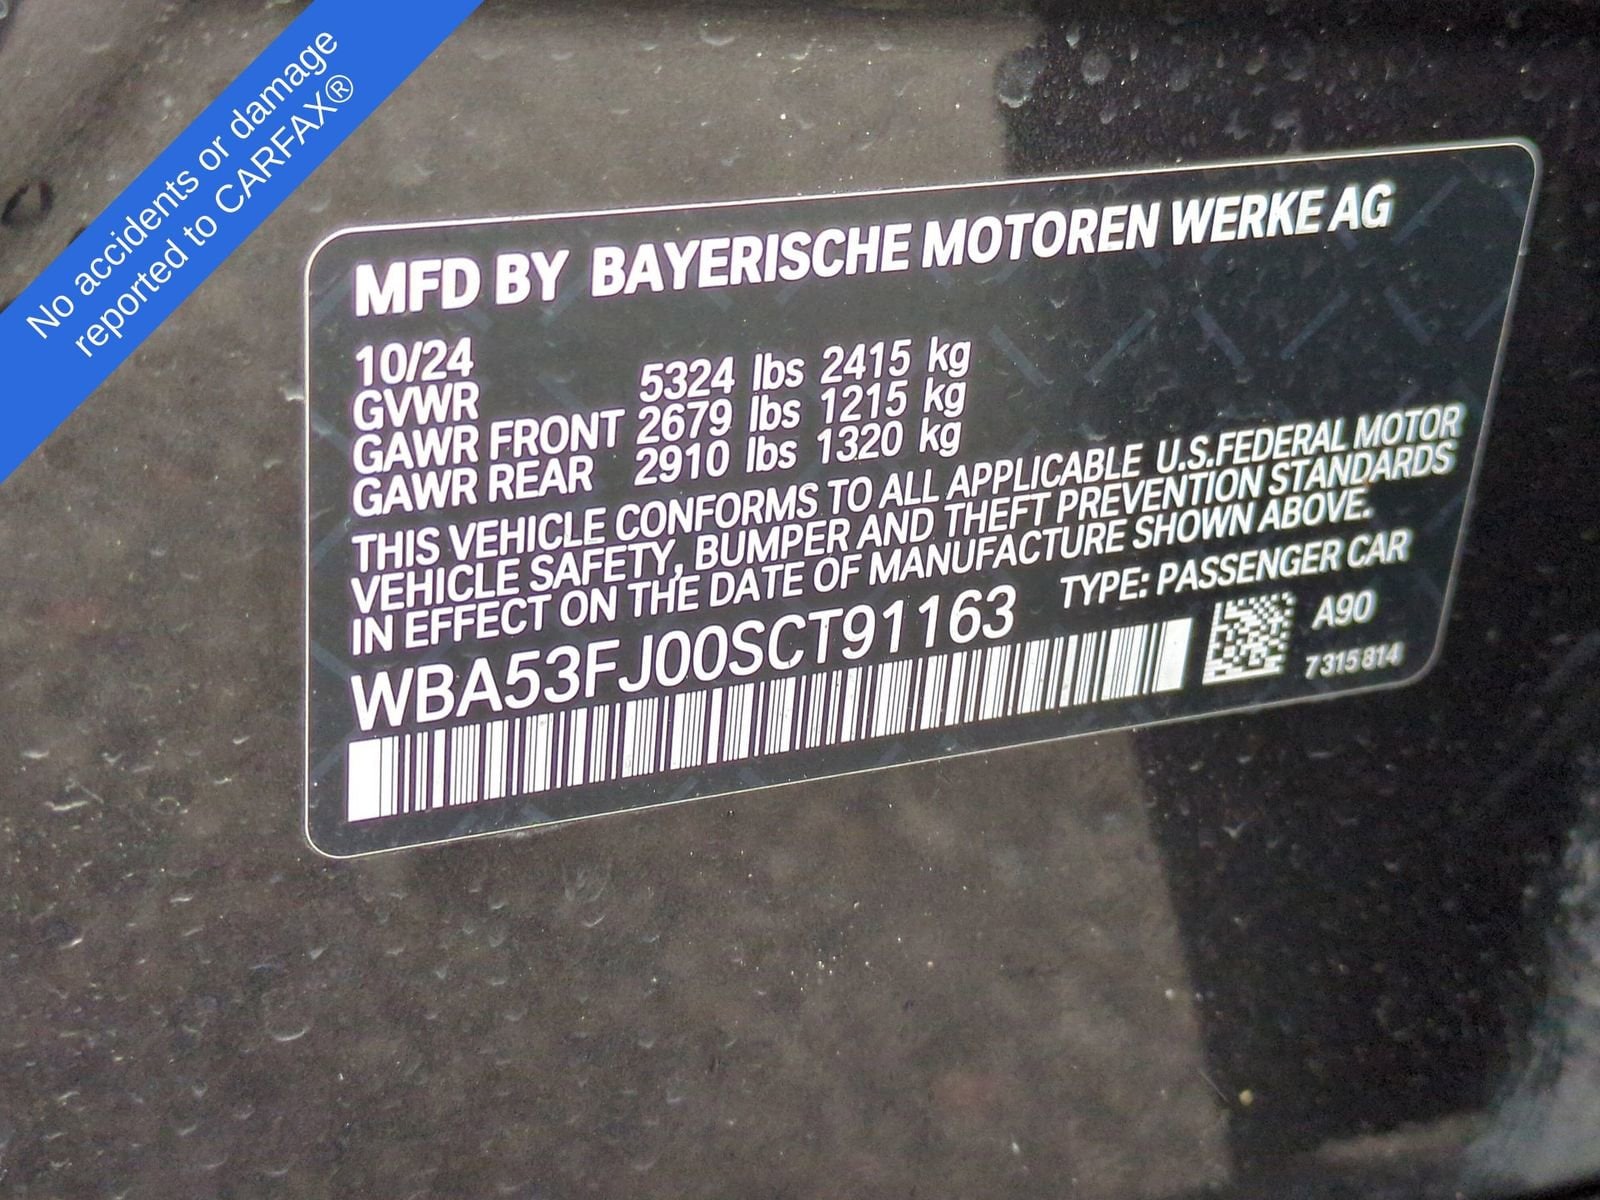 No accidents or damage
reported to CARFAX®
MFD BY BAYERISCHE MOTOREN WERKE AG
10/24
GVWR 5324 lbs 2415 kg
GAWR FRONT 2679 lbs 1215 kg
GAWR REAR 2910 lbs 1320 kg
THIS VEHICLE CONFORMS TO ALL APPLICABLE U.S.FEDERAL MOTOR
VEHICLE SAFETY, BUMPER AND THEFT PREVENTION STANDARDS
IN EFFECT ON THE DATE OF MANUFACTURE SHOWN ABOVE.
WBA53FJ00SCT91163 TYPE: PASSENGER CAR
A90
7315814